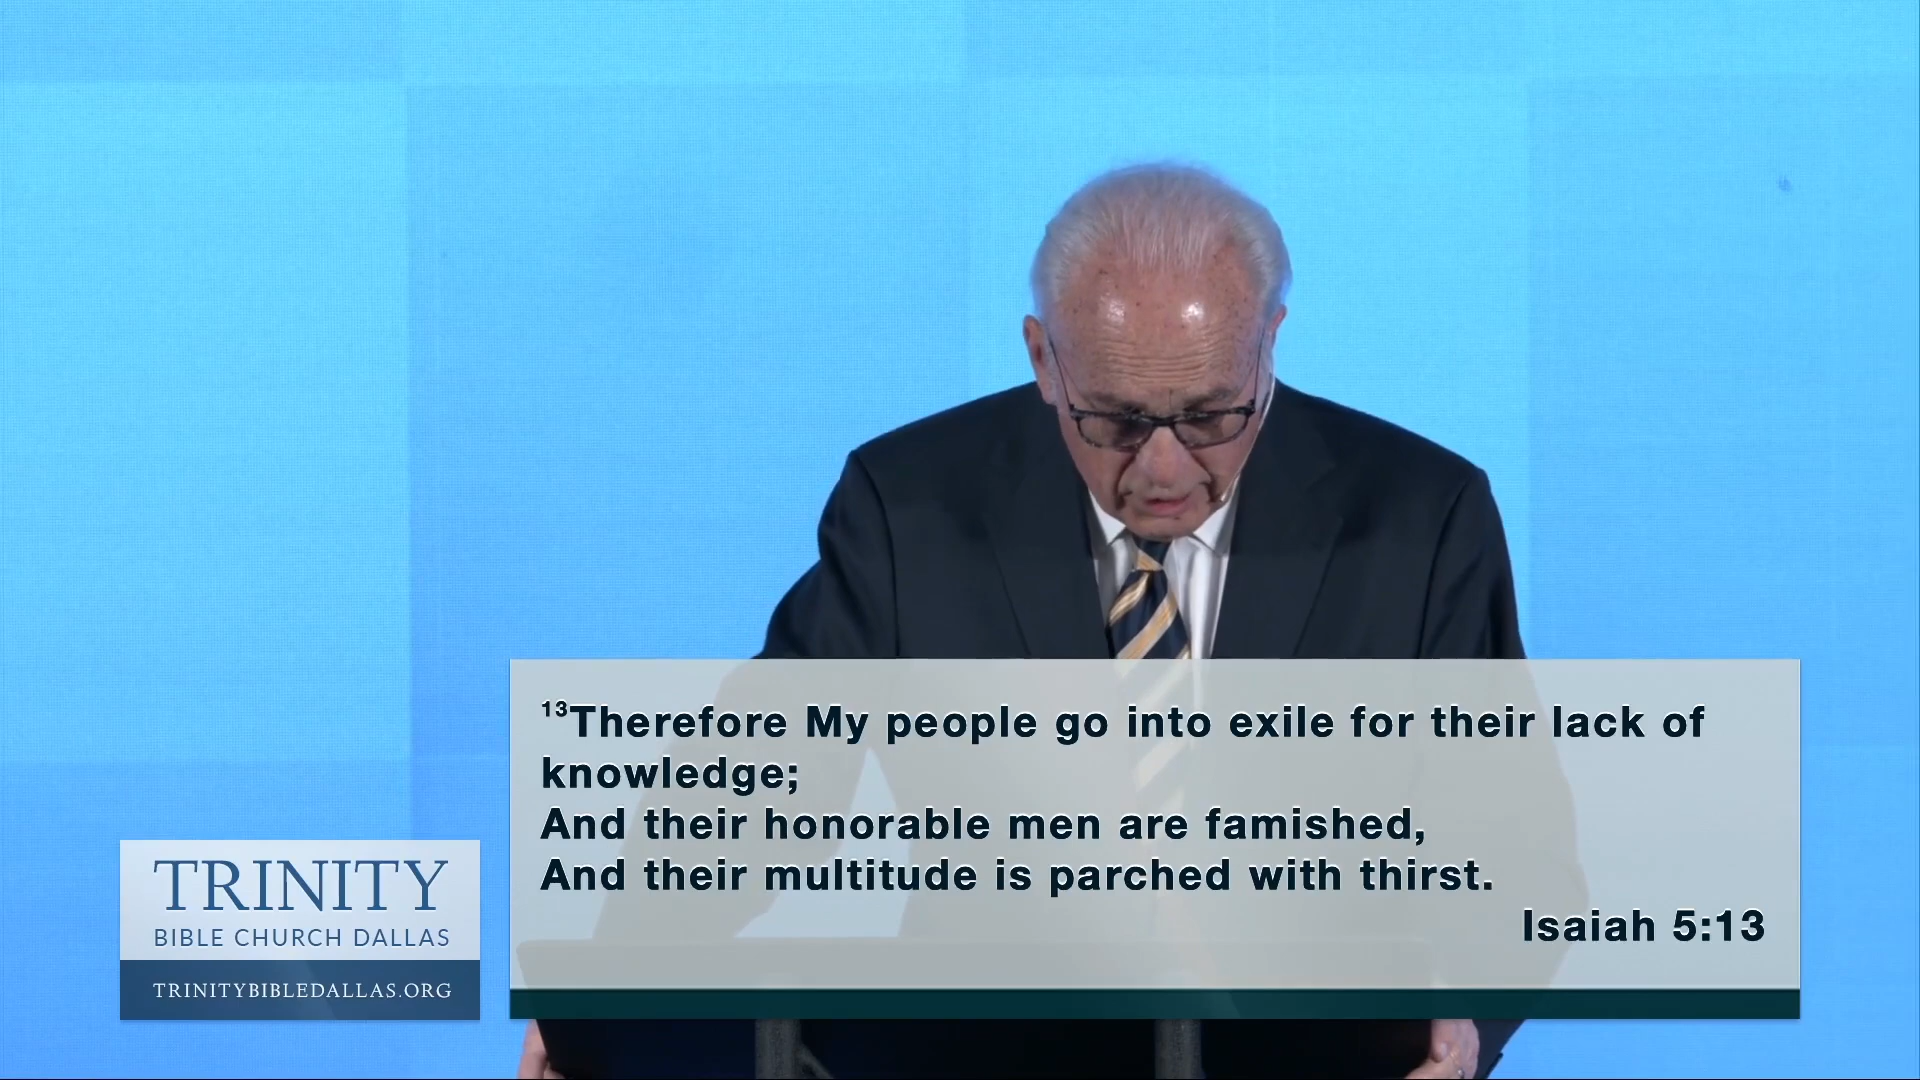 ¹³Therefore My people go into exile for their lack of
knowledge;
And their honorable men are famished,
And their multitude is parched with thirst.
Isaiah 5:13
TRINITY
BIBLE CHURCH DALLAS
TRINITYBIBLEDALLAS.ORG